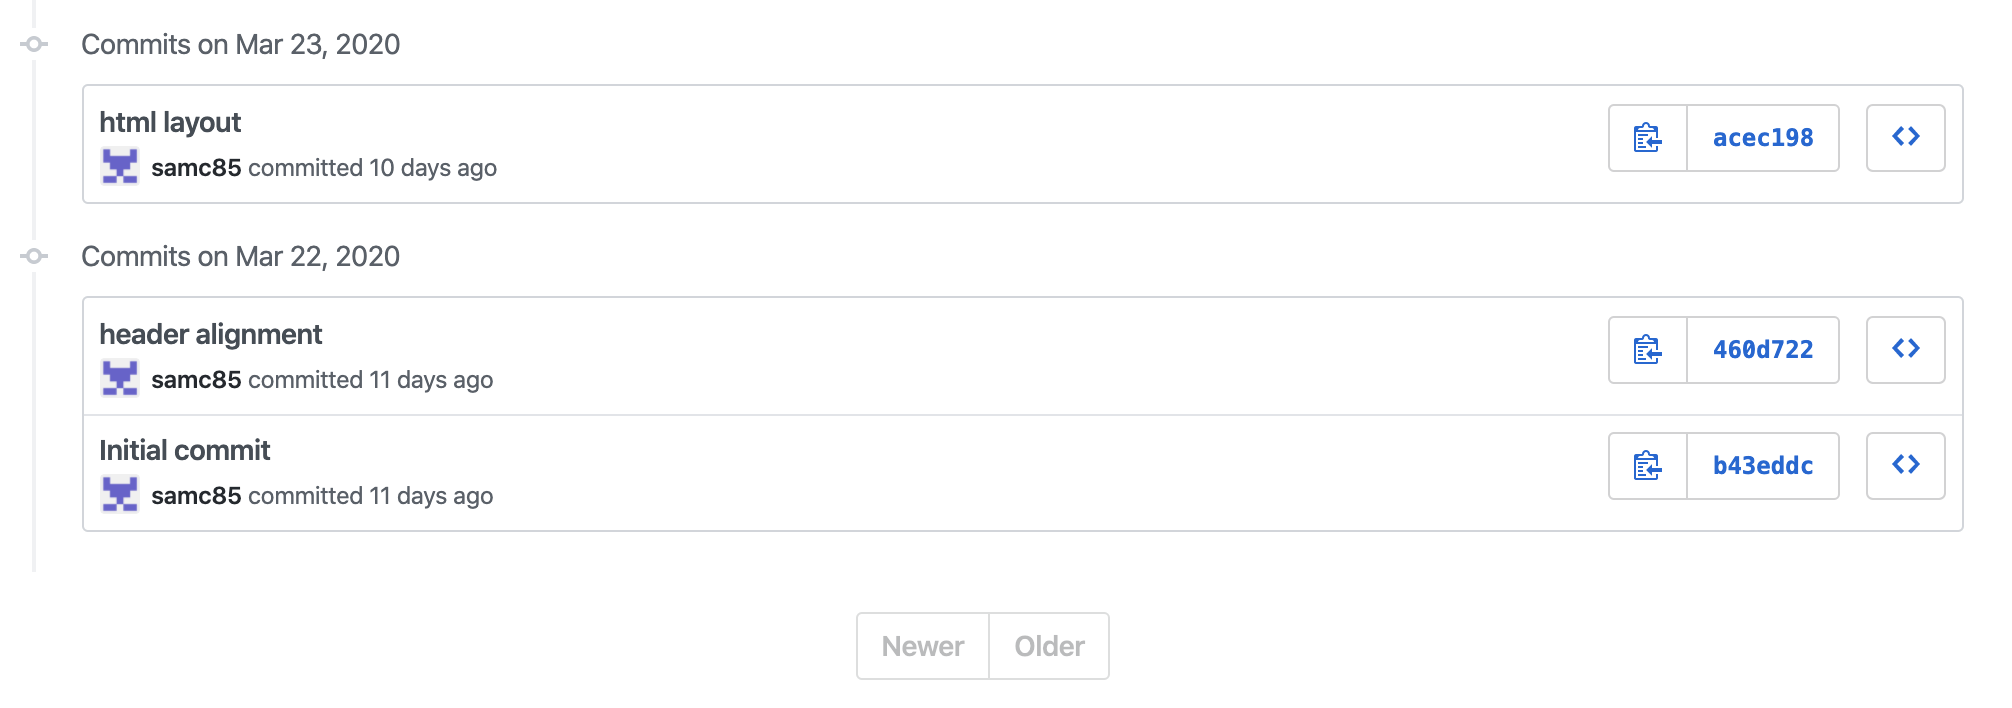 Commits on Mar 23, 2020
html layout
samc85 committed 10 days ago
acec198
Commits on Mar 22, 2020
header alignment
samc85 committed 11 days ago
460d722
Initial commit
samc85 committed 11 days ago
b43eddc
Newer Older